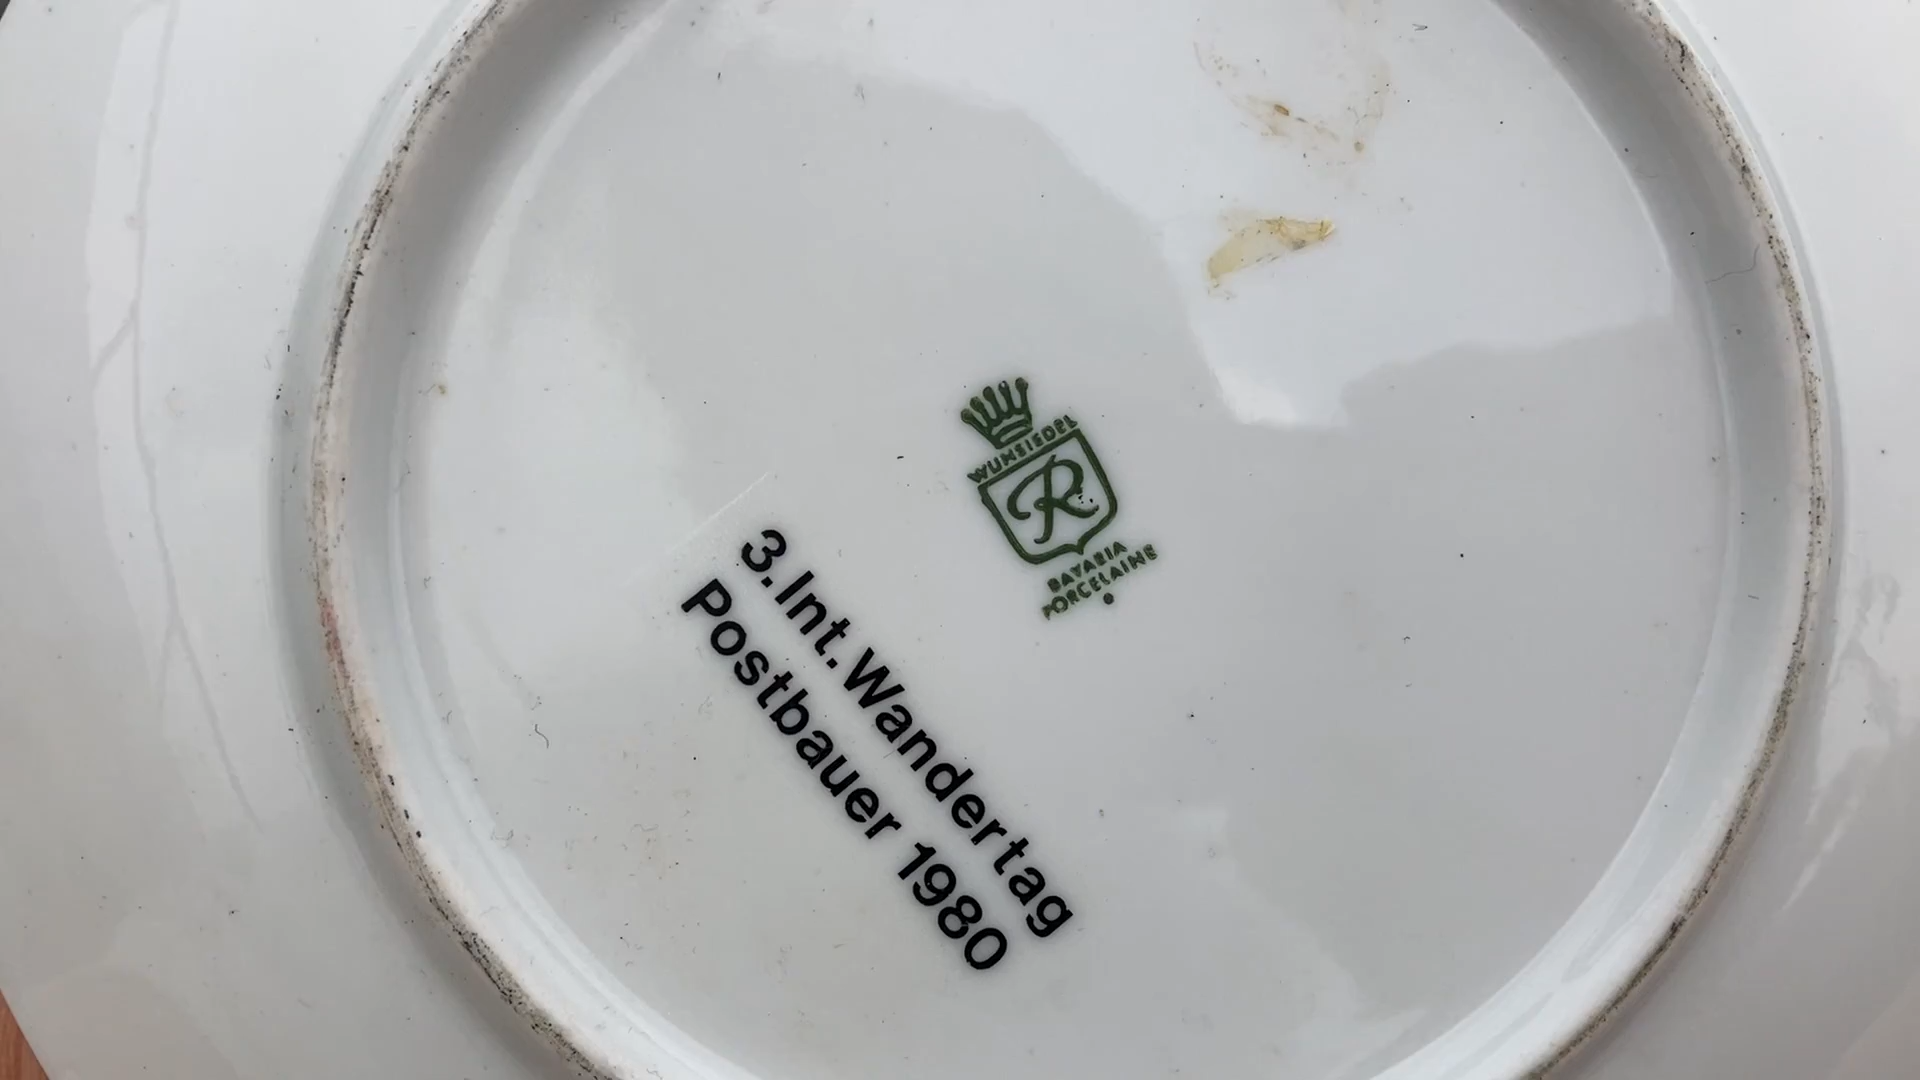 WUNSIEDEL
R
BAVARIA
PORCELAINE
3. Int. Wandertag
Postbauer 1980